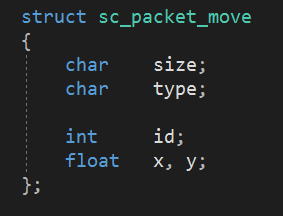 struct sc_packet_move
{
char size;
char type;
int id;
float x, y;
};